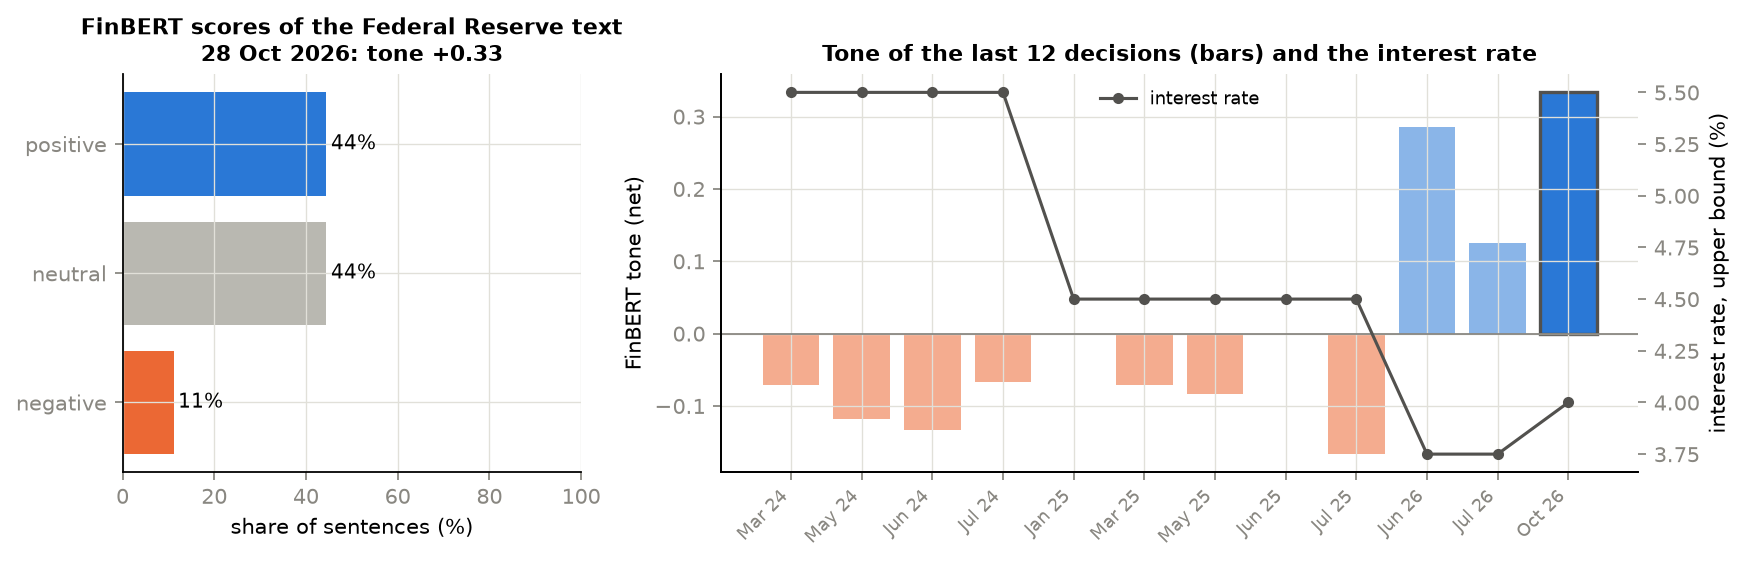 FinBERT scores of the Federal Reserve text
28 Oct 2026: tone +0.33
positive
neutral
negative
44%
44%
11%
0 20 40 60 80 100
share of sentences (%)
Tone of the last 12 decisions (bars) and the interest rate
interest rate
FinBERT tone (net)
0.3
0.2
0.1
0.0
−0.1
5.50
5.25
5.00
4.75
4.50
4.25
4.00
3.75
interest rate, upper bound (%)
Mar 24 May 24 Jun 24 Jul 24 Jan 25 Mar 25 May 25 Jun 25 Jul 25 Jun 26 Jul 26 Oct 26